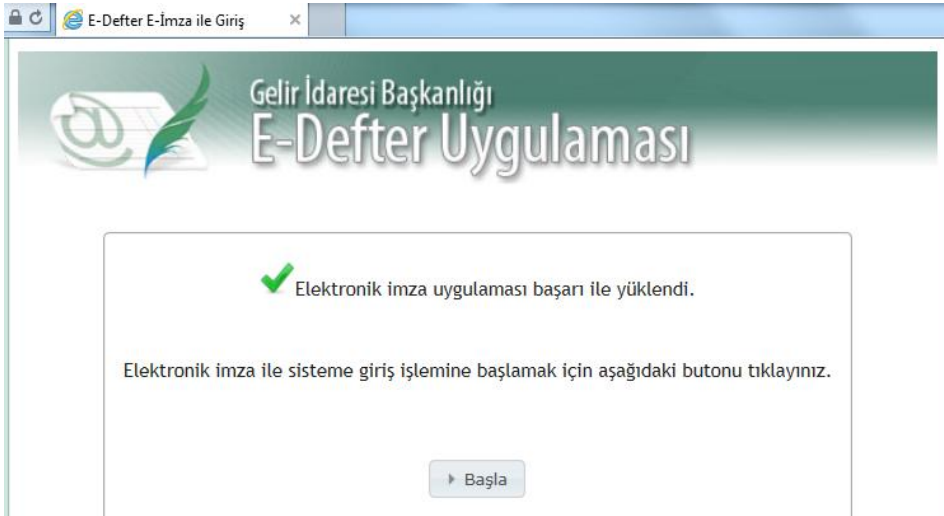 E-Defter E-İmza ile Giriş
Gelir İdaresi Başkanlığı
E-Defter Uygulaması
Elektronik imza uygulaması başarı ile yüklendi.
Elektronik imza ile sisteme giriş işlemine başlamak için aşağıdaki butonu tıklayınız.
Başla